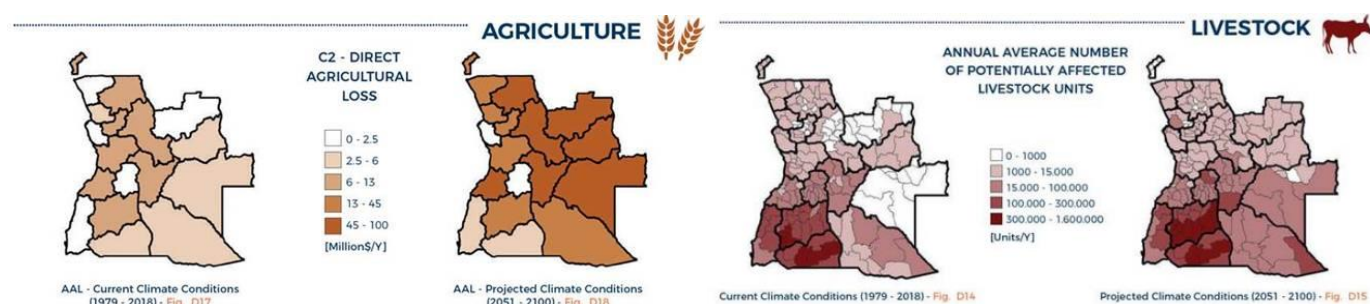 AGRICULTURE
C2 - DIRECT
AGRICULTURAL
LOSS
0 - 2.5
2.5 - 6
6 - 13
13 - 45
45 - 100
[Million$/Y]
AAL - Current Climate Conditions
(1979 - 2018) - Fig. D17
AAL - Projected Climate Conditions
(2051 - 2100) - Fig. D18
LIVESTOCK
ANNUAL AVERAGE NUMBER
OF POTENTIALLY AFFECTED
LIVESTOCK UNITS
0 - 1000
1000 - 15.000
15.000 - 100.000
100.000 - 300.000
300.000 - 1.600.000
[Units/Y]
Current Climate Conditions (1979 - 2018) - Fig. D14
Projected Climate Conditions (2051 - 2100) - Fig. D15